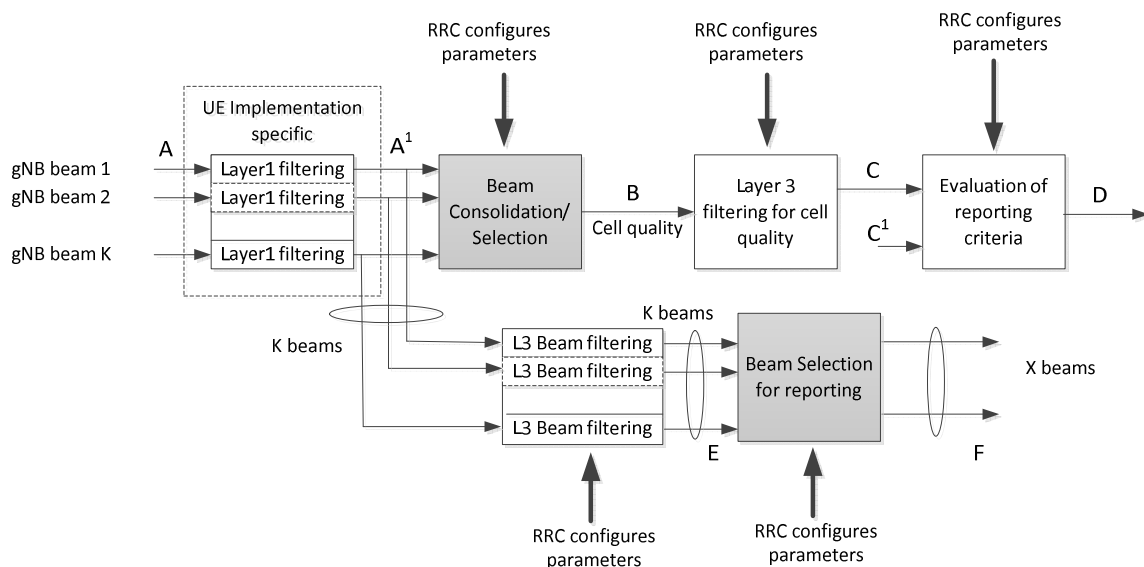 RRC configures
parameters
RRC configures
parameters
RRC configures
parameters
UE Implementation
specific
A
A¹
gNB beam 1
gNB beam 2
gNB beam K
Layer1 filtering
Layer1 filtering
Layer1 filtering
Beam
Consolidation/
Selection
B
Cell quality
Layer 3
filtering for cell
quality
C
C¹
Evaluation of
reporting
criteria
D
K beams
L3 Beam filtering
L3 Beam filtering
L3 Beam filtering
K beams
E
Beam Selection
for reporting
X beams
F
RRC configures
parameters
RRC configures
parameters